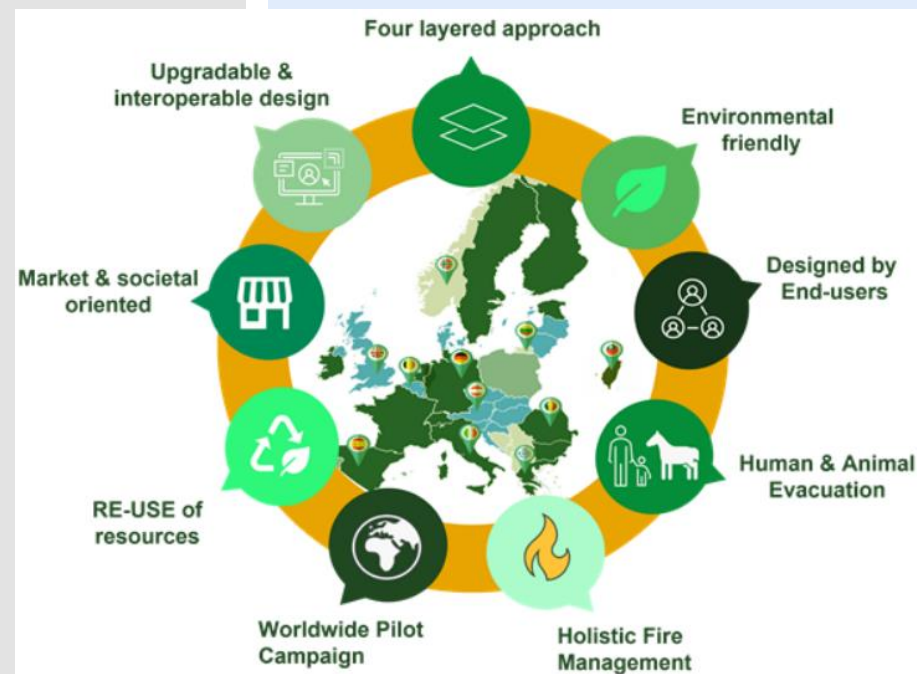 Four layered approach
Upgradable &
interoperable design
Environmental
friendly
Market & societal
oriented
Designed by
End-users
RE-USE of
resources
Human & Animal
Evacuation
Worldwide Pilot
Campaign
Holistic Fire
Management